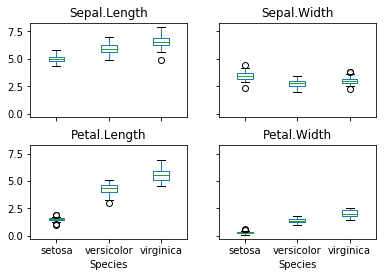 Sepal.Length Sepal.Width
7.5
5.0
2.5
0.0
Petal.Length Petal.Width
7.5
5.0
2.5
0.0
setosa versicolor virginica setosa versicolor virginica
Species Species